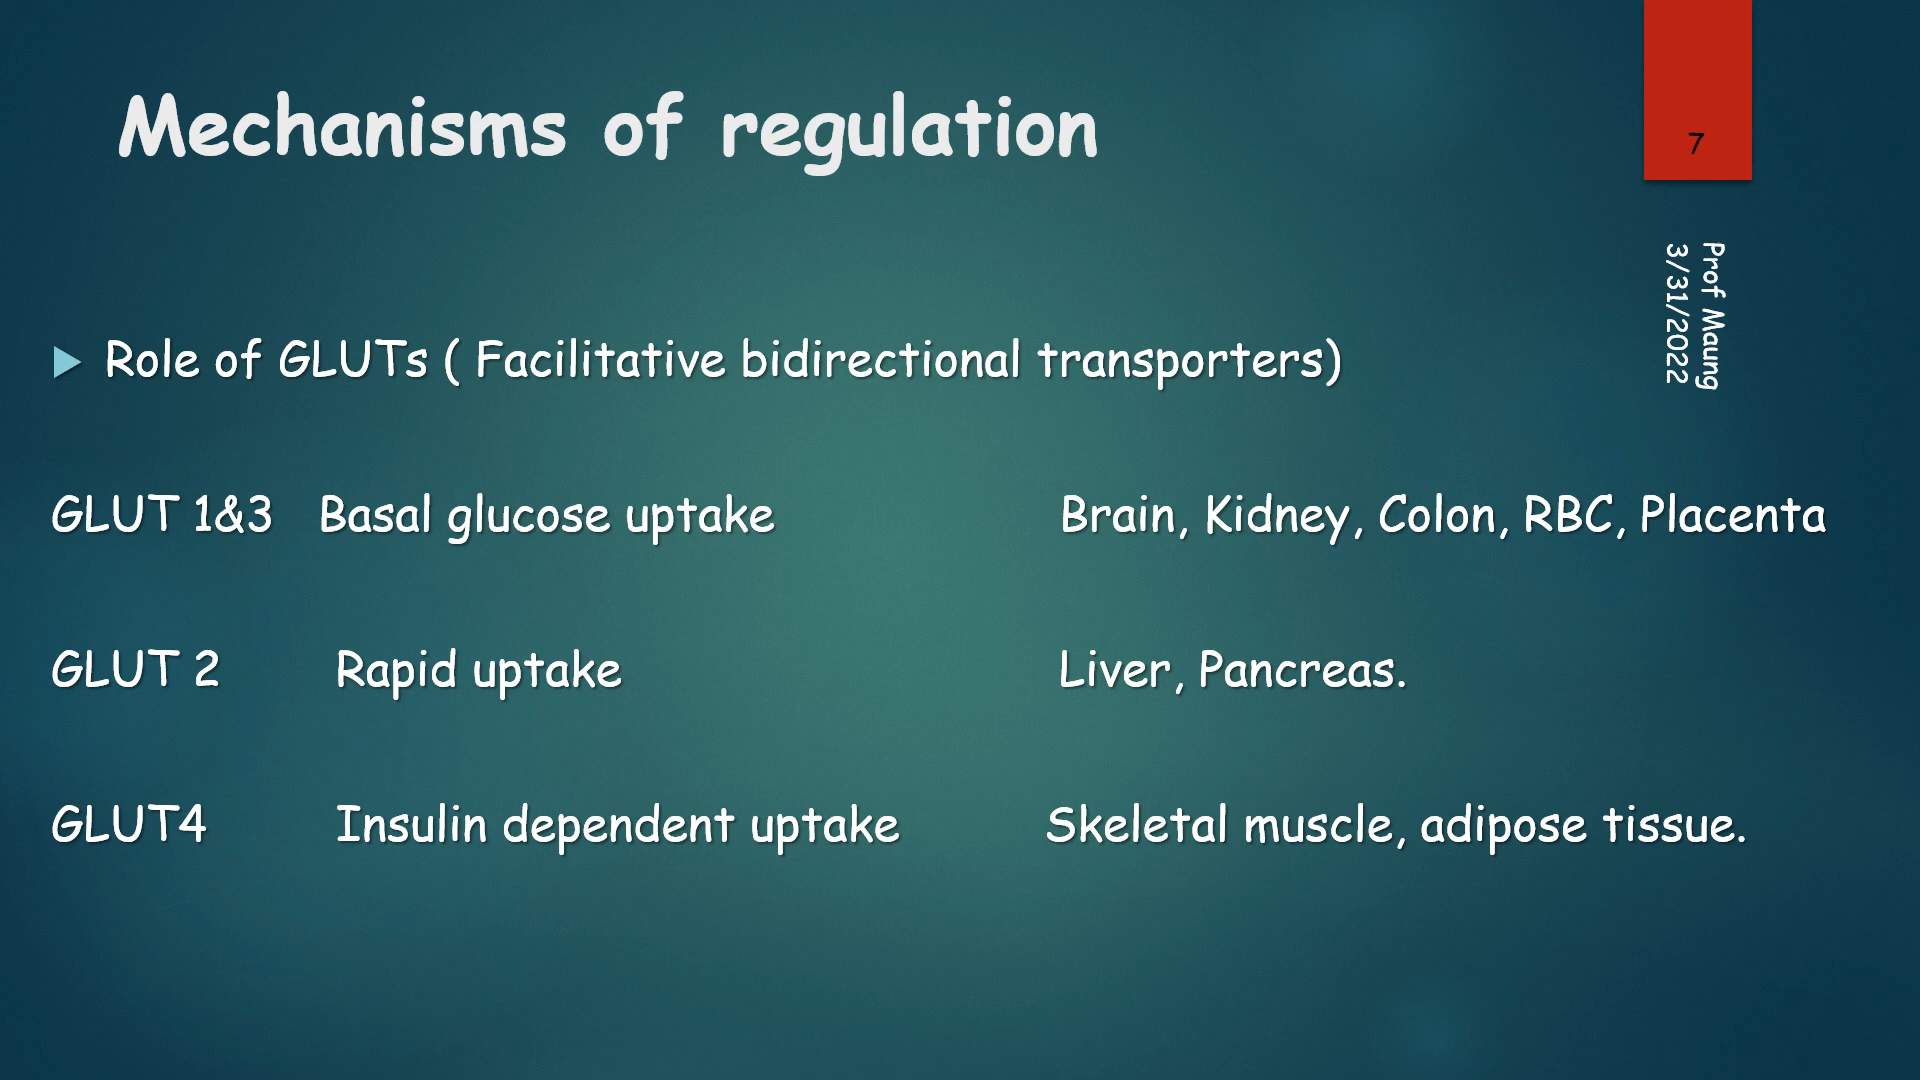 Mechanisms of regulation
7
Prof Maung
3/31/2022
Role of GLUTs ( Facilitative bidirectional transporters)
GLUT 1&3 Basal glucose uptake Brain, Kidney, Colon, RBC, Placenta
GLUT 2 Rapid uptake Liver, Pancreas.
GLUT4 Insulin dependent uptake Skeletal muscle, adipose tissue.